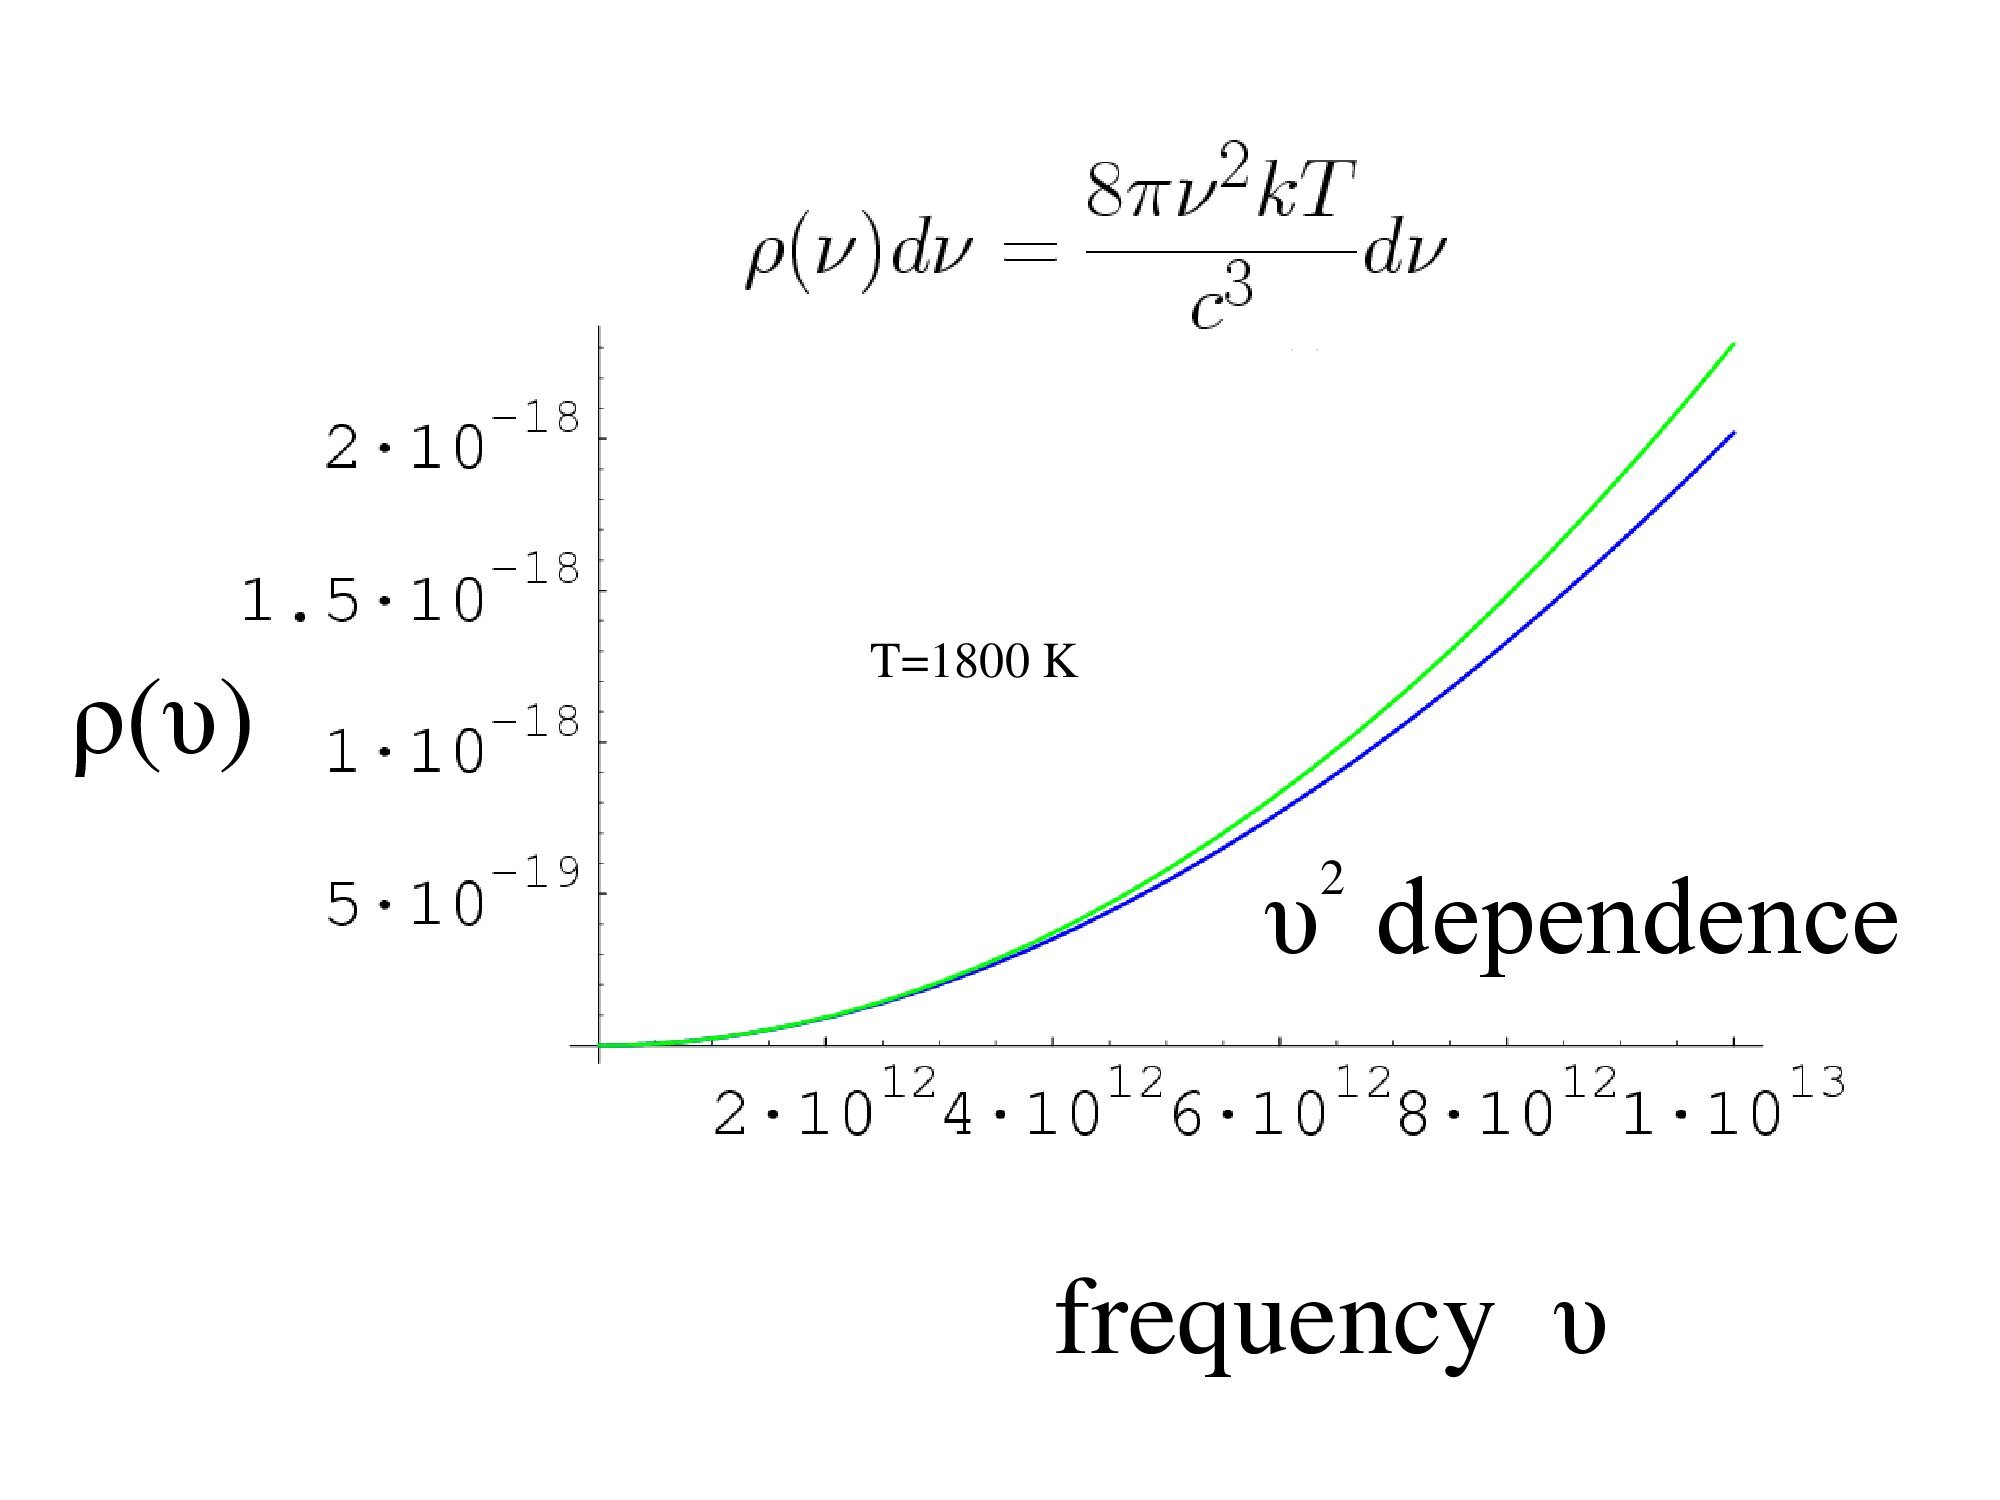 ρ(ν)dν = 8πν²kT/c³ dν
2·10⁻¹⁸
1.5·10⁻¹⁸
T=1800 K
ρ(υ)
1·10⁻¹⁸
5·10⁻¹⁹
υ² dependence
2·10¹² 4·10¹² 6·10¹² 8·10¹² 1·10¹³
frequency υ